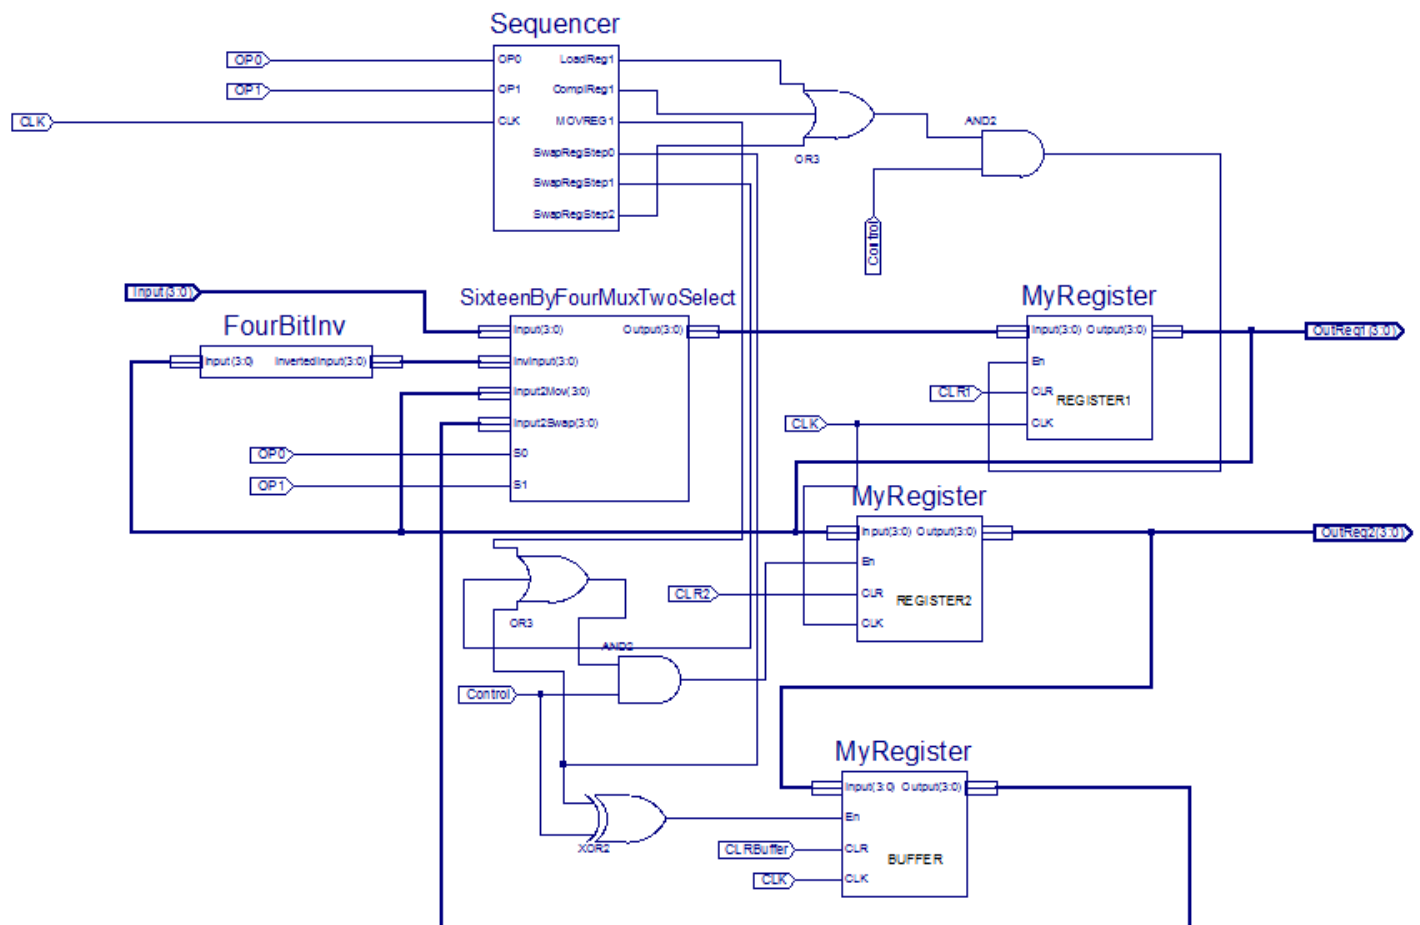 Sequencer
OP0
OP0
LoadReg1
OP1
OP1
ComplReg1
CLK
CLK
MOVREG1
AND2
SwapRegStep0
OR3
SwapRegStep1
SwapRegStep2
Control
Input(3:0)
SixteenByFourMuxTwoSelect
MyRegister
FourBitInv
Input(3:0)
Output(3:0)
Input(3:0)
Output(3:0)
OutReg1(3:0)
Input(3:0)
InvertedInput(3:0)
InvInput(3:0)
En
Input2Mov(3:0)
CLR1
CLR
REGISTER1
Input2Swap(3:0)
CLK
CLK
OP0
S0
OP1
S1
MyRegister
Input(3:0)
Output(3:0)
OutReg2(3:0)
En
CLR2
CLR
REGISTER2
OR3
CLK
AND2
Control
MyRegister
Input(3:0)
Output(3:0)
En
XOR2
CLRBuffer
CLR
BUFFER
CLK
CLK